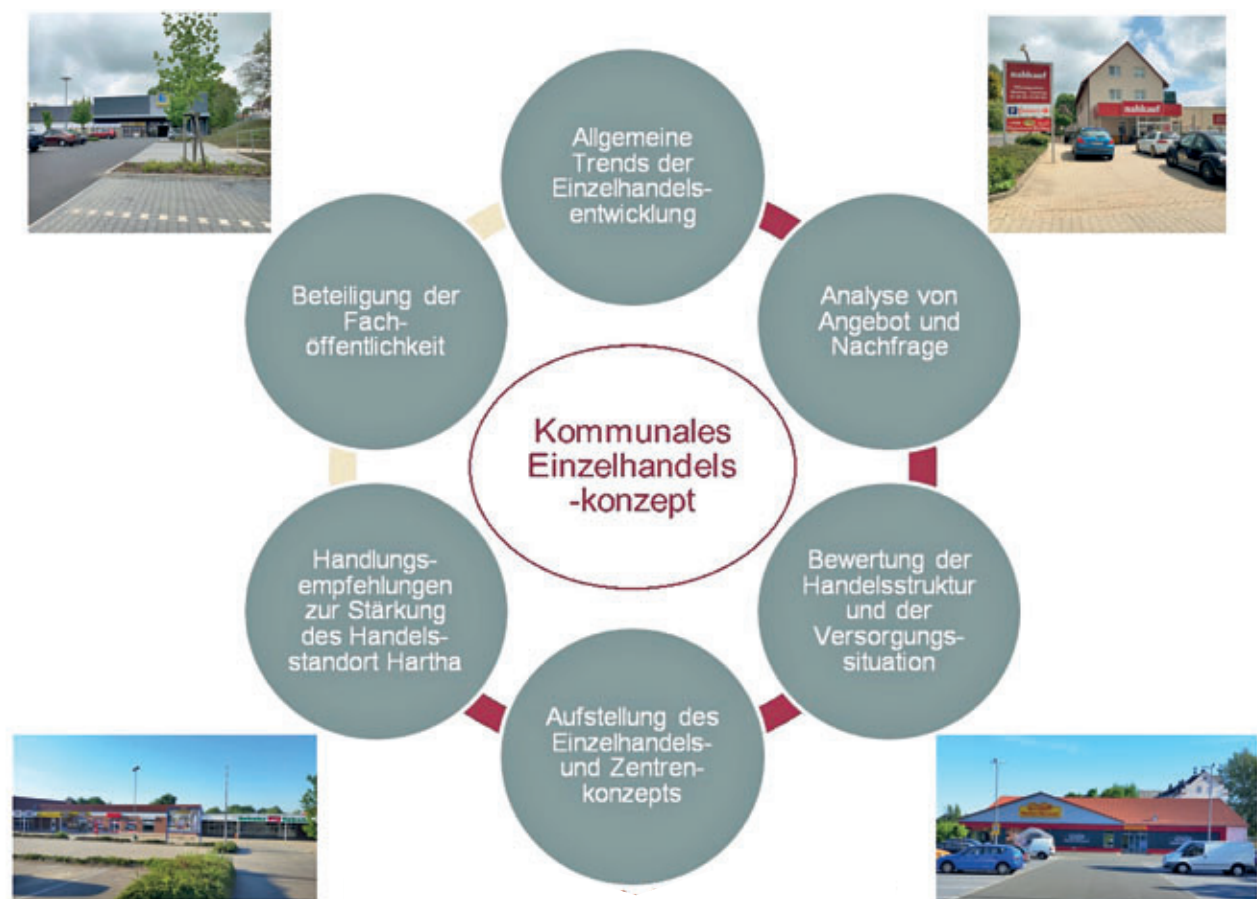 Allgemeine
Trends der
Einzelhandels-
entwicklung
Analyse von
Angebot und
Nachfrage
Bewertung der
Handelsstruktur
und der
Versorgungs-
situation
Aufstellung des
Einzelhandels-
und Zentren-
konzepts
Handlungs-
empfehlungen
zur Stärkung
des Handels-
standort Hartha
Beteiligung der
Fach-
öffentlichkeit
Kommunales
Einzelhandels
-konzept
nahkauf
nahkauf